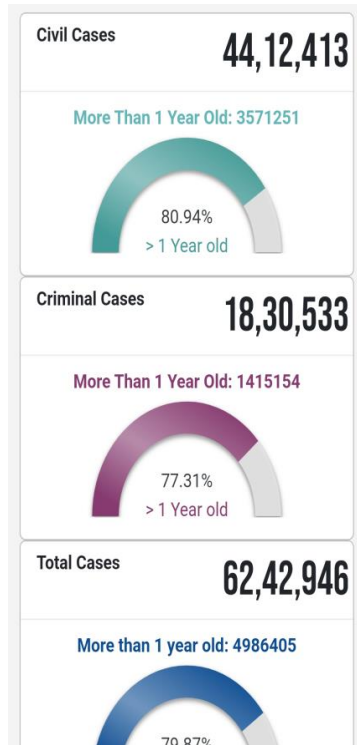 Civil Cases
44,12,413
More Than 1 Year Old: 3571251
80.94%
> 1 Year old
Criminal Cases
18,30,533
More Than 1 Year Old: 1415154
77.31%
> 1 Year old
Total Cases
62,42,946
More than 1 year old: 4986405
79.87%